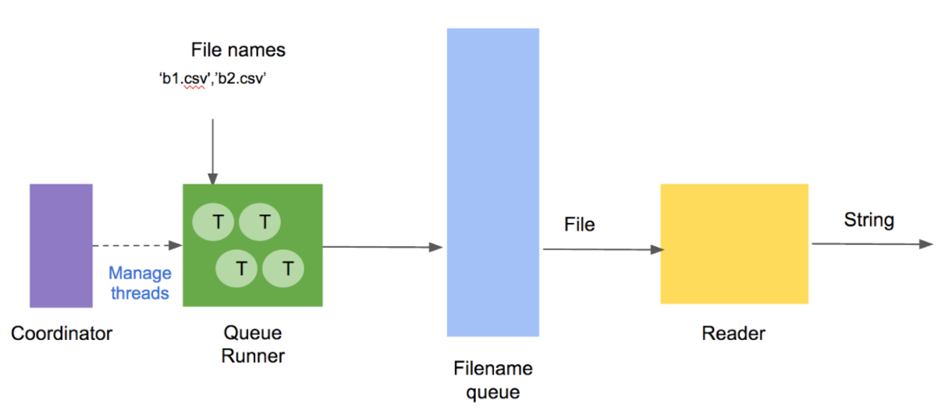 File names
'b1.csv','b2.csv'
T T
T T
Manage
threads
File
String
Coordinator
Queue
Runner
Filename
queue
Reader